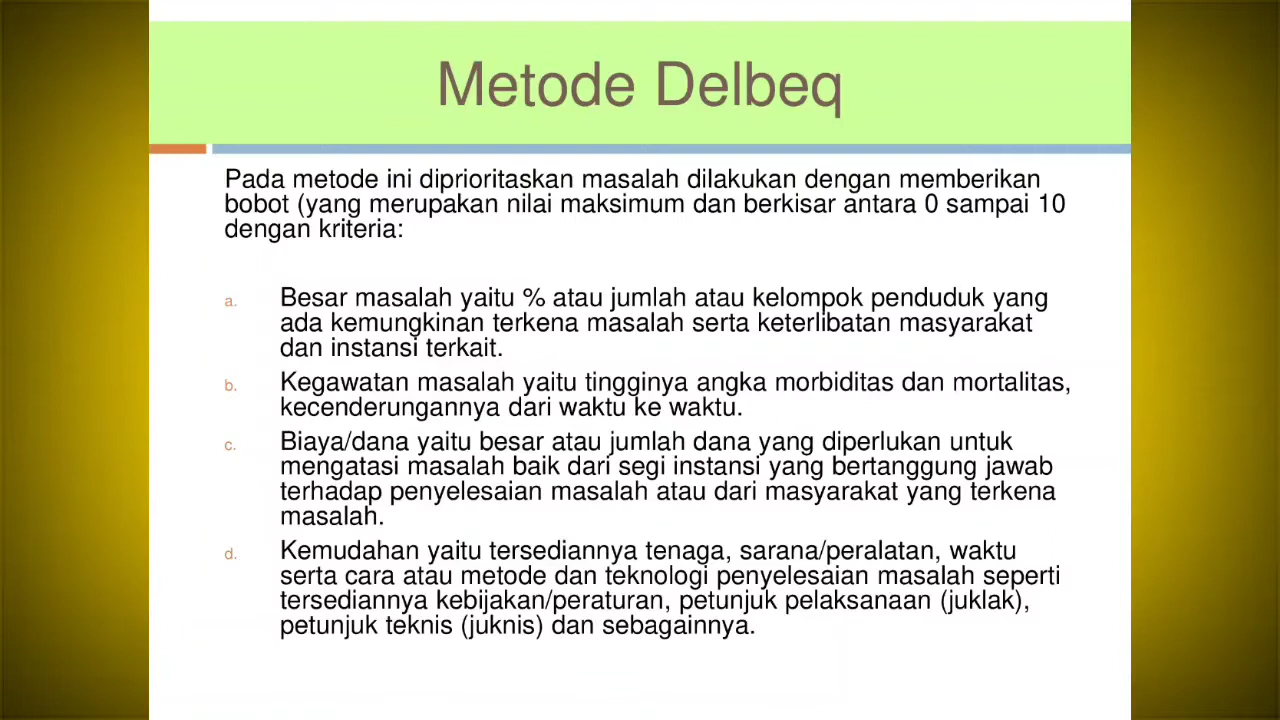 Metode Delbeq
Pada metode ini diprioritaskan masalah dilakukan dengan memberikan
bobot (yang merupakan nilai maksimum dan berkisar antara 0 sampai 10
dengan kriteria:
a. Besar masalah yaitu % atau jumlah atau kelompok penduduk yang
ada kemungkinan terkena masalah serta keterlibatan masyarakat
dan instansi terkait.
b. Kegawatan masalah yaitu tingginya angka morbiditas dan mortalitas,
kecenderungannya dari waktu ke waktu.
c. Biaya/dana yaitu besar atau jumlah dana yang diperlukan untuk
mengatasi masalah baik dari segi instansi yang bertanggung jawab
terhadap penyelesaian masalah atau dari masyarakat yang terkena
masalah.
d. Kemudahan yaitu tersediannya tenaga, sarana/peralatan, waktu
serta cara atau metode dan teknologi penyelesaian masalah seperti
tersediannya kebijakan/peraturan, petunjuk pelaksanaan (juklak),
petunjuk teknis (juknis) dan sebagainnya.